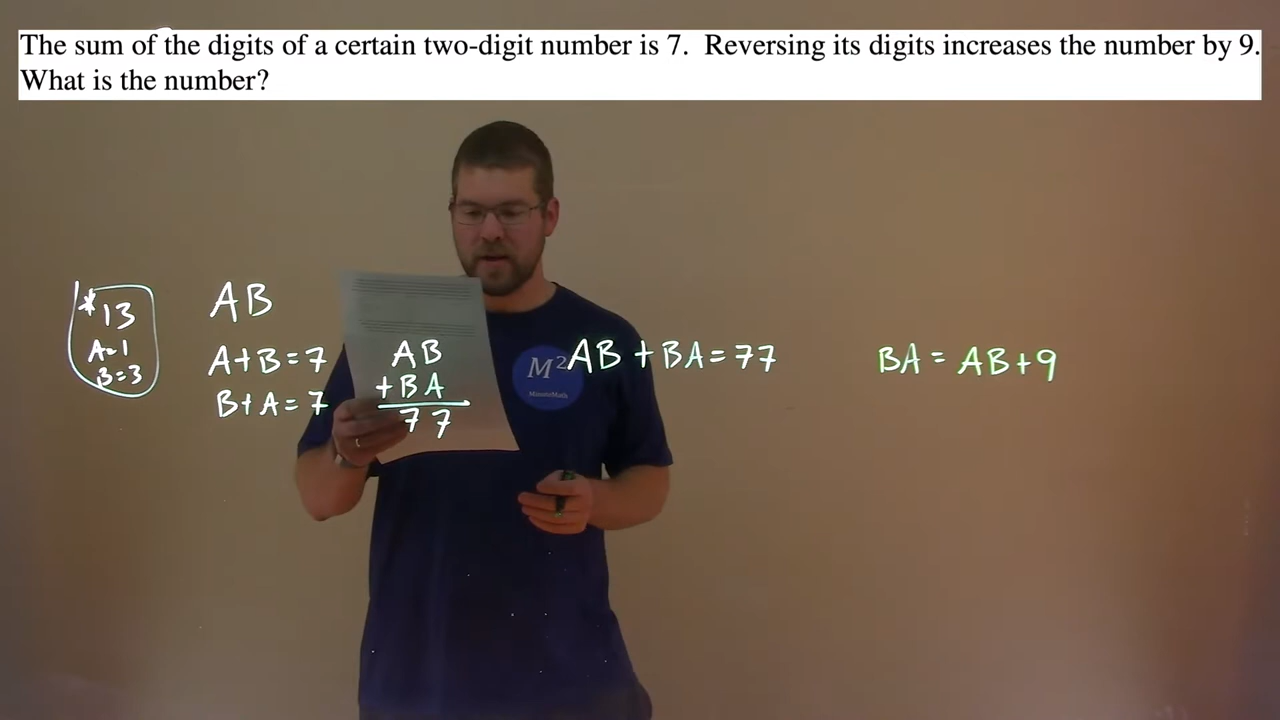 The sum of the digits of a certain two-digit number is 7. Reversing its digits increases the number by 9.
What is the number?
*13
A=1
B=3
AB
A+B=7
B+A=7
AB
+BA
77
M²
MinuteMath
AB+BA=77
BA=AB+9